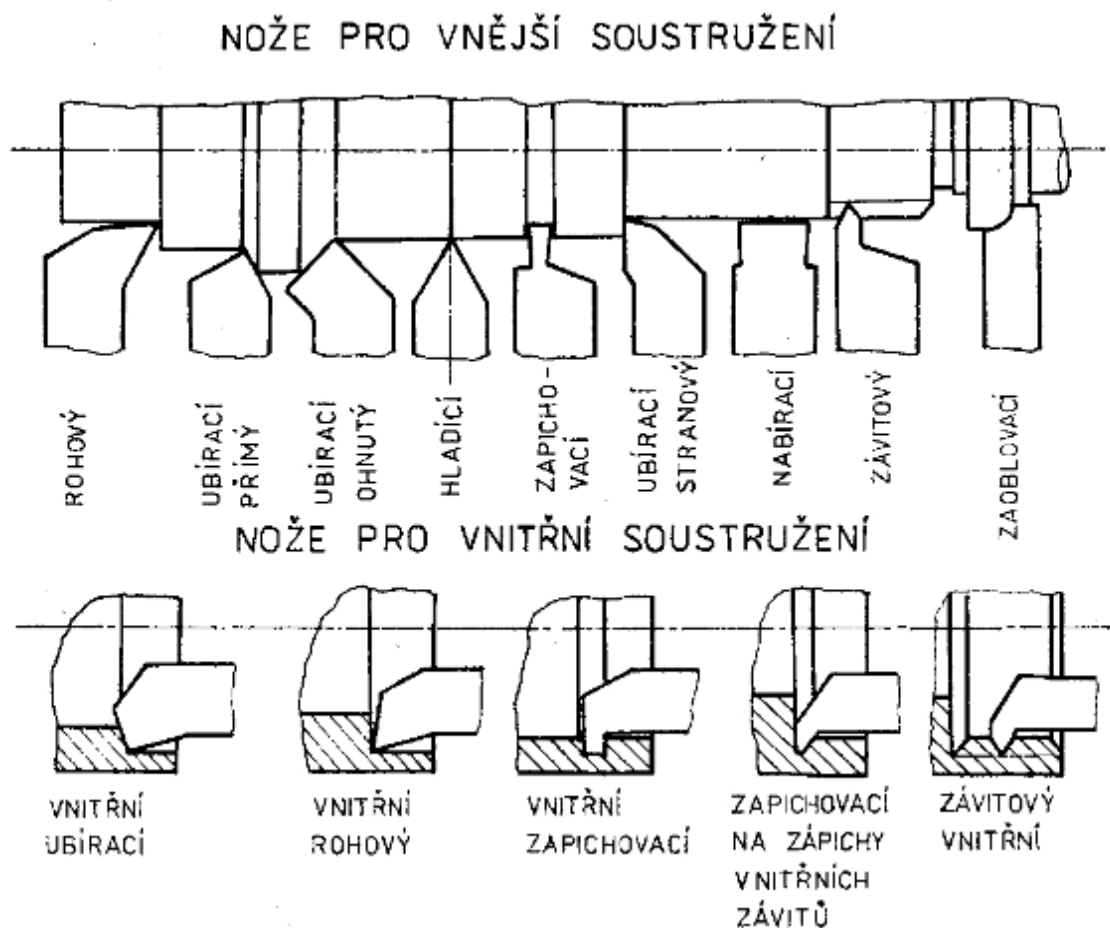 NOŽE PRO VNĚJŠÍ SOUSTRUŽENÍ
ROHOVÝ
UBÍRACÍ
PŘÍMÝ
UBÍRACÍ
OHNUTÝ
HLADÍCÍ
ZAPICHO-
VACÍ
UBÍRACÍ
STRANOVÝ
NABÍRACÍ
ZÁVITOVÝ
ZAOBLOVACÍ
NOŽE PRO VNITŘNÍ SOUSTRUŽENÍ
VNITŘNÍ
UBÍRACÍ
VNITŘNÍ
ROHOVÝ
VNITŘNÍ
ZAPICHOVACÍ
ZAPICHOVACÍ
NA ZÁPICHY
VNITŘNÍCH
ZÁVITŮ
ZÁVITOVÝ
VNITŘNÍ